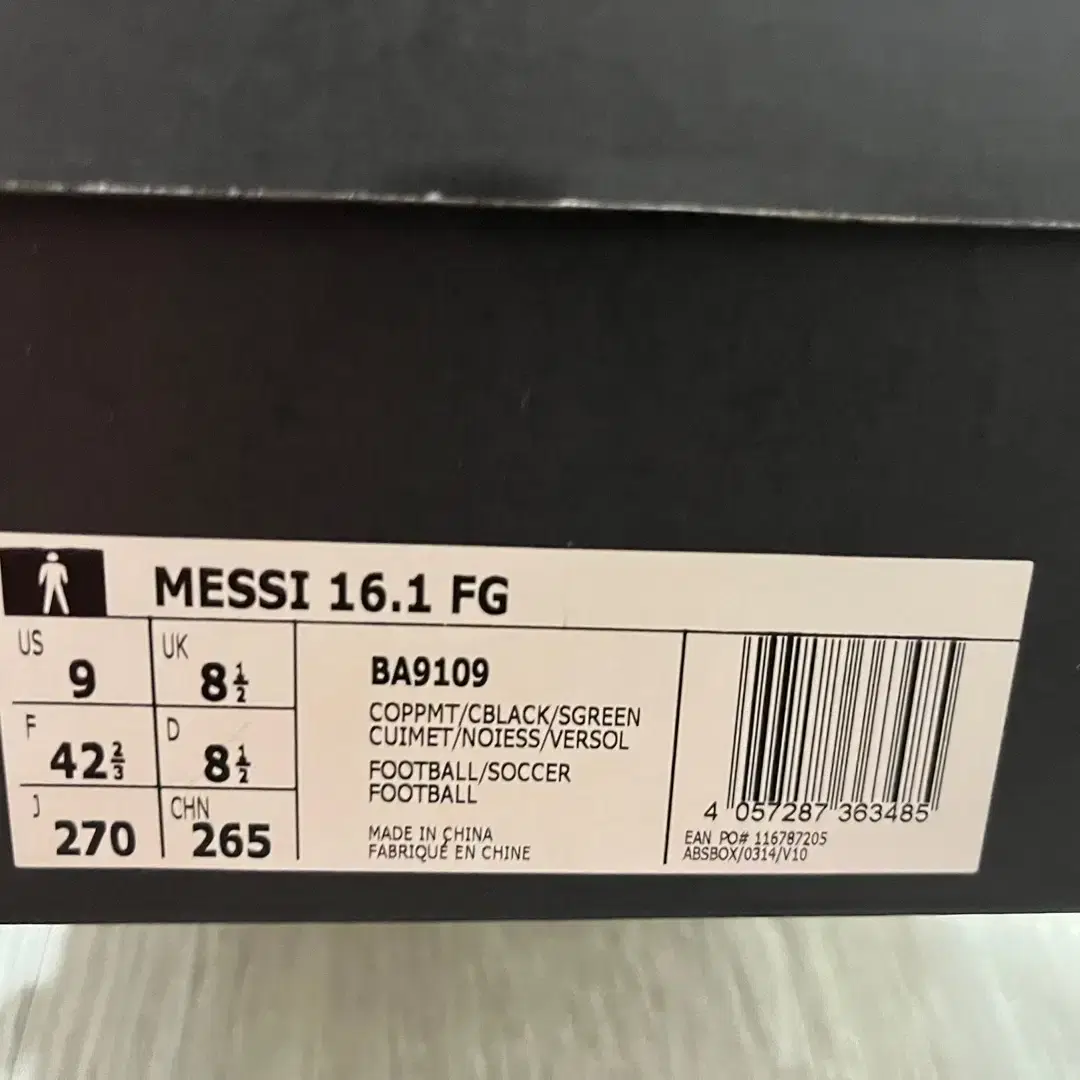 MESSI 16.1 FG
US 9
UK 8½
F 42⅔
D 8½
J 270
CHN 265
BA9109
COPPMT/CBLACK/SGREEN
CUIMET/NOIESS/VERSOL
FOOTBALL/SOCCER
FOOTBALL
MADE IN CHINA
FABRIQUÉ EN CHINE
4 057287 363485
EAN PO# 116787205
ABSBOX/0314/V10